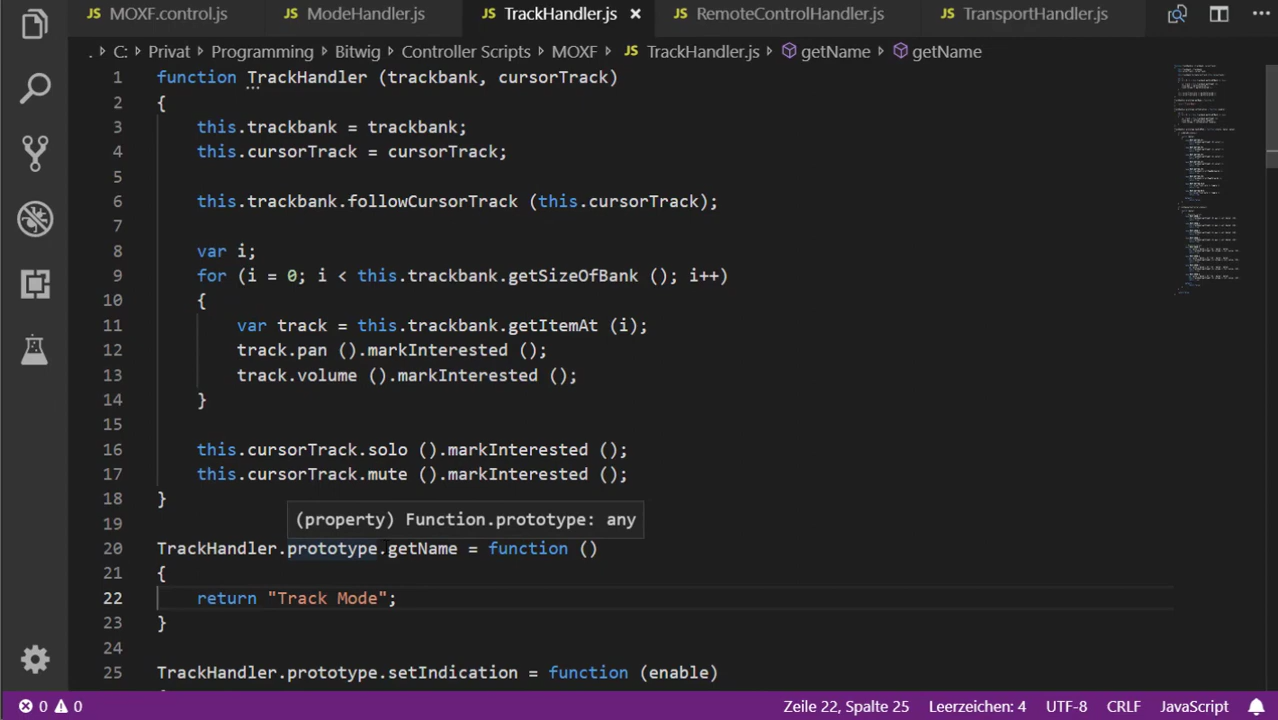 MOXF.control.js
ModeHandler.js
TrackHandler.js
RemoteControlHandler.js
TransportHandler.js
. › C: › Privat › Programming › Bitwig › Controller Scripts › MOXF › JS TrackHandler.js › getName › getName
1 function TrackHandler (trackbank, cursorTrack)
2 {
3 this.trackbank = trackbank;
4 this.cursorTrack = cursorTrack;
5
6 this.trackbank.followCursorTrack (this.cursorTrack);
7
8 var i;
9 for (i = 0; i < this.trackbank.getSizeOfBank (); i++)
10 {
11 var track = this.trackbank.getItemAt (i);
12 track.pan ().markInterested ();
13 track.volume ().markInterested ();
14 }
15
16 this.cursorTrack.solo ().markInterested ();
17 this.cursorTrack.mute ().markInterested ();
18 }
19
(property) Function.prototype: any
20 TrackHandler.prototype.getName = function ()
21 {
22 return "Track Mode";
23 }
24
25 TrackHandler.prototype.setIndication = function (enable)
0 0 Zeile 22, Spalte 25 Leerzeichen: 4 UTF-8 CRLF JavaScript